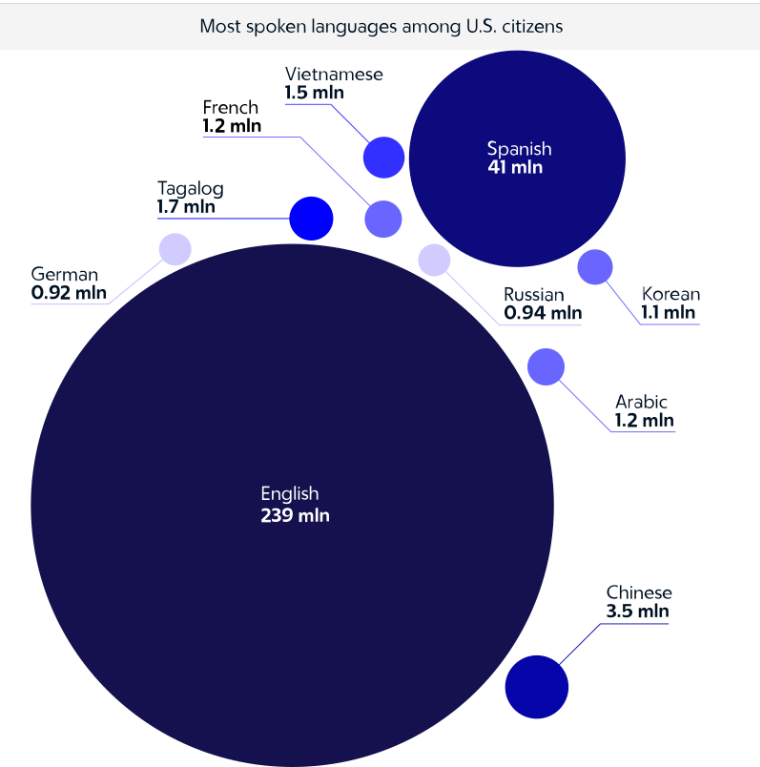 Most spoken languages among U.S. citizens
Vietnamese
1.5 mln
French
1.2 mln
Spanish
41 mln
Tagalog
1.7 mln
German
0.92 mln
Russian
0.94 mln
Korean
1.1 mln
Arabic
1.2 mln
English
239 mln
Chinese
3.5 mln